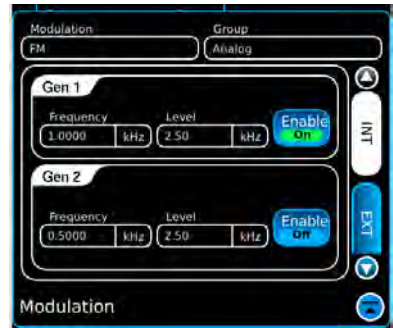 Modulation Group
FM Analog
Gen 1
Frequency Level
1.0000 kHz 2.50 kHz Enable On
INT
Gen 2
Frequency Level
0.5000 kHz 2.50 kHz Enable Off
EXT
Modulation